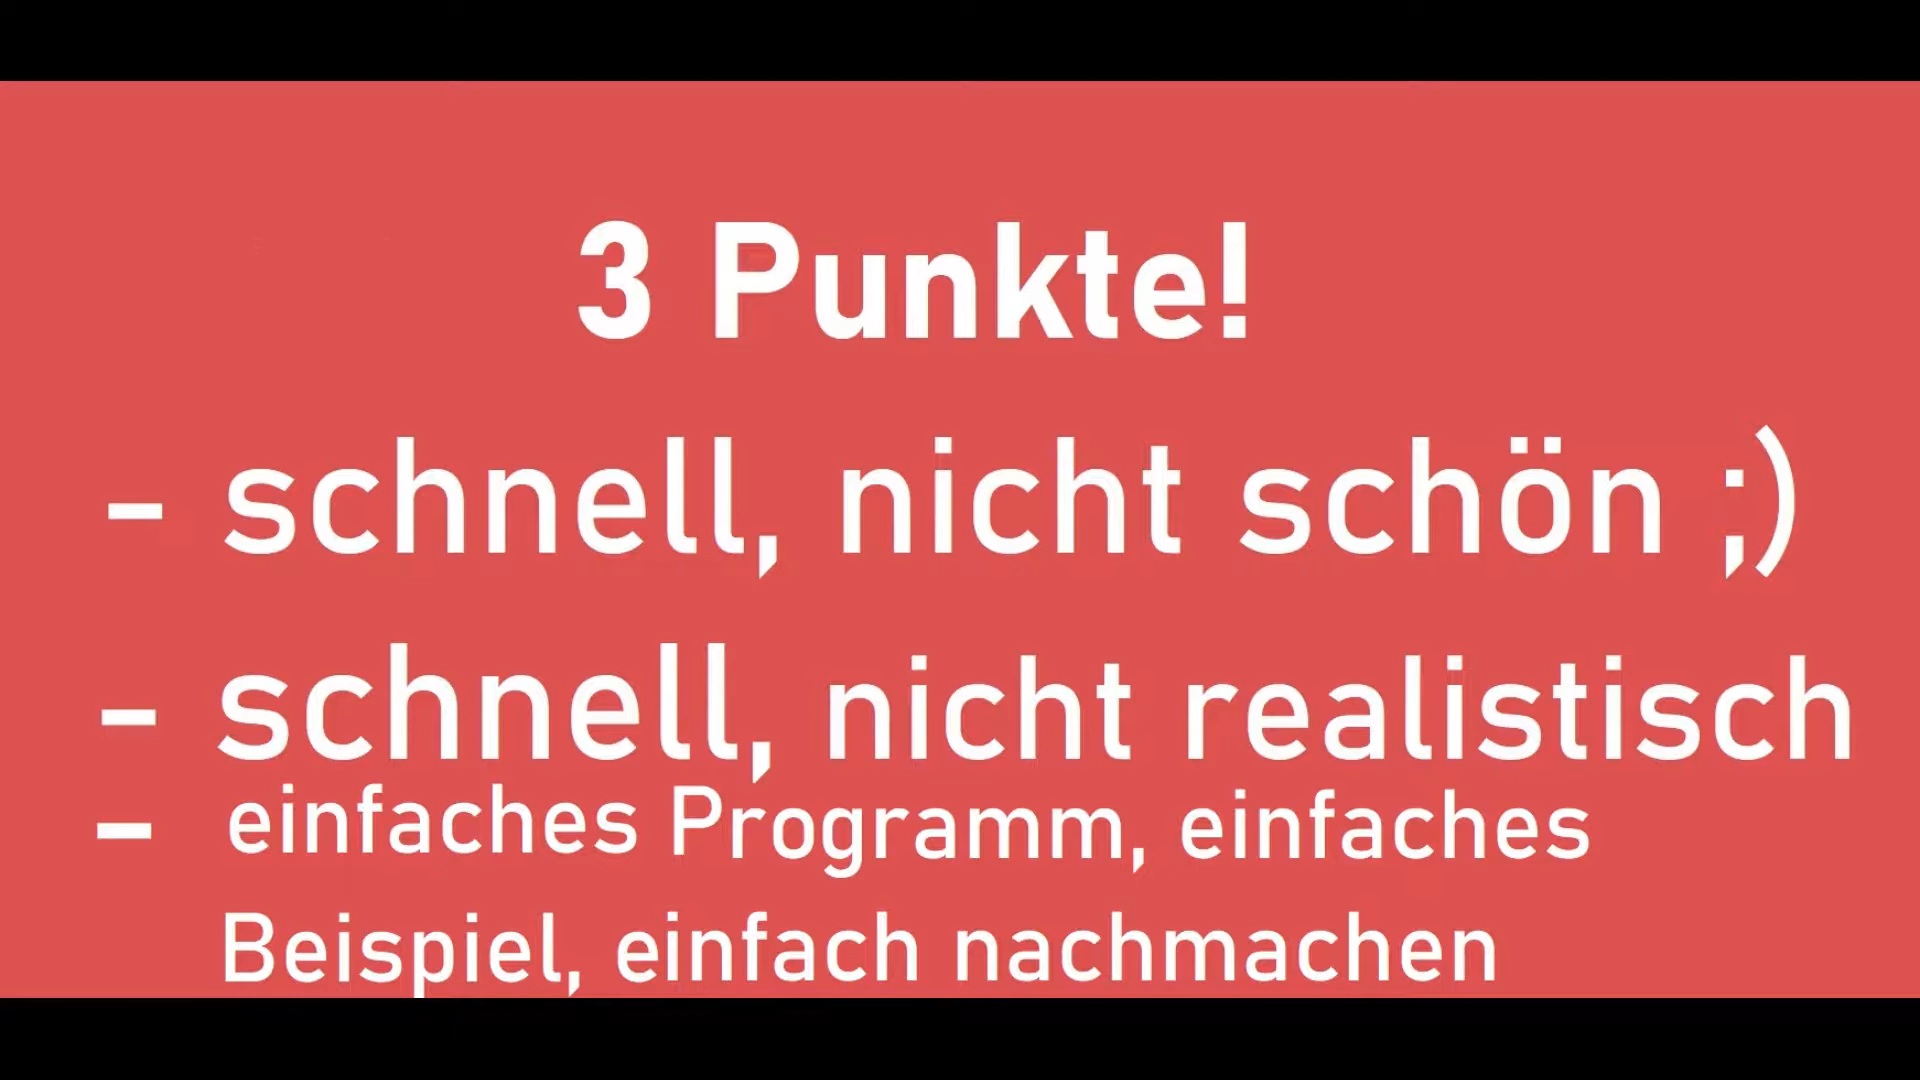 3 Punkte!
- schnell, nicht schön ;)
- schnell, nicht realistisch
- einfaches Programm, einfaches
Beispiel, einfach nachmachen